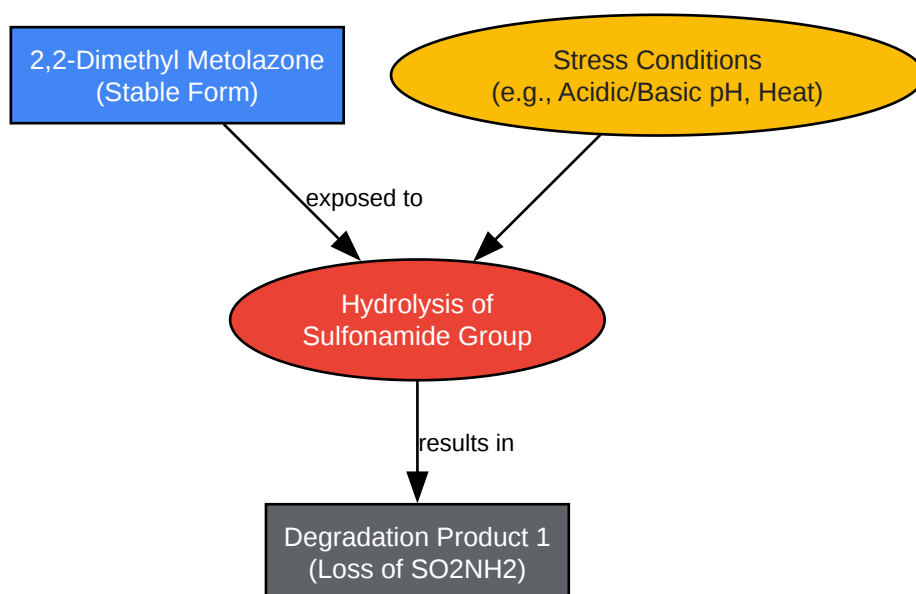 2,2-Dimethyl Metolazone
(Stable Form)
Stress Conditions
(e.g., Acidic/Basic pH, Heat)
exposed to
Hydrolysis of
Sulfonamide Group
results in
Degradation Product 1
(Loss of SO2NH2)